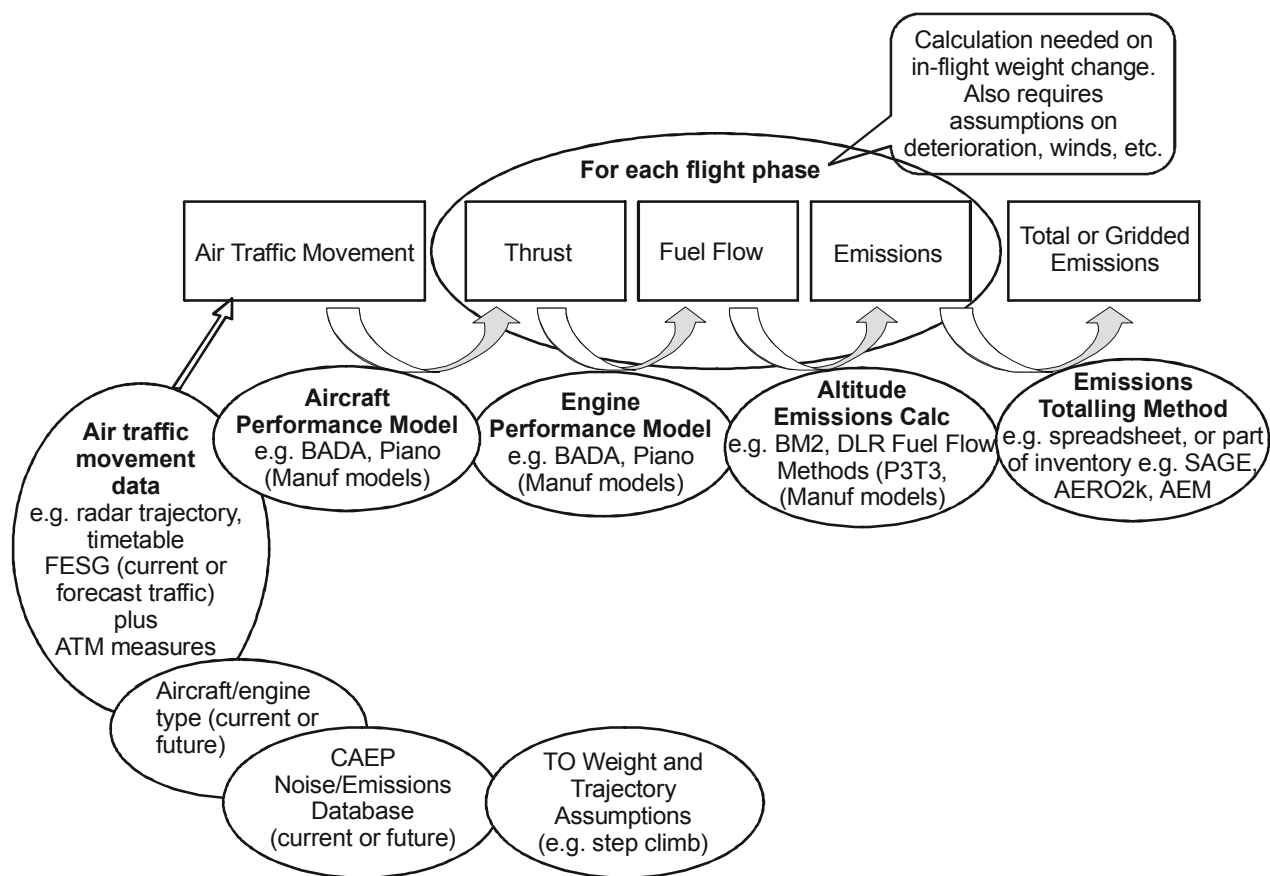 Calculation needed on
in-flight weight change.
Also requires
assumptions on
deterioration, winds, etc.
For each flight phase
Air Traffic Movement
Thrust
Fuel Flow
Emissions
Total or Gridded
Emissions
Air traffic
movement
data
e.g. radar trajectory,
timetable
FESG (current or
forecast traffic)
plus
ATM measures
Aircraft
Performance Model
e.g. BADA, Piano
(Manuf models)
Engine
Performance Model
e.g. BADA, Piano
(Manuf models)
Altitude
Emissions Calc
e.g. BM2, DLR Fuel Flow
Methods (P3T3,
(Manuf models)
Emissions
Totalling Method
e.g. spreadsheet, or part
of inventory e.g. SAGE,
AERO2k, AEM
Aircraft/engine
type (current or
future)
CAEP
Noise/Emissions
Database
(current or future)
TO Weight and
Trajectory
Assumptions
(e.g. step climb)